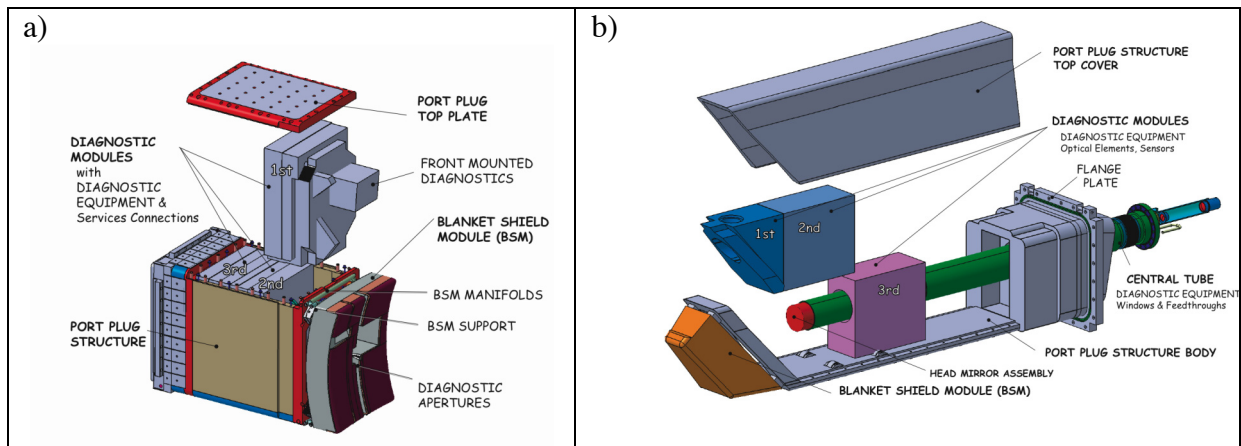 a)
PORT PLUG
TOP PLATE
DIAGNOSTIC
MODULES
with
DIAGNOSTIC
EQUIPMENT &
Services Connections
1st
FRONT MOUNTED
DIAGNOSTICS
BLANKET SHIELD
MODULE (BSM)
3rd
2nd
BSM MANIFOLDS
BSM SUPPORT
PORT PLUG
STRUCTURE
DIAGNOSTIC
APERTURES
b)
PORT PLUG STRUCTURE
TOP COVER
DIAGNOSTIC MODULES
DIAGNOSTIC EQUIPMENT
Optical Elements, Sensors
FLANGE
PLATE
1st
2nd
3rd
CENTRAL TUBE
DIAGNOSTIC EQUIPMENT
Windows & Feedthroughs
PORT PLUG STRUCTURE BODY
HEAD MIRROR ASSEMBLY
BLANKET SHIELD MODULE (BSM)